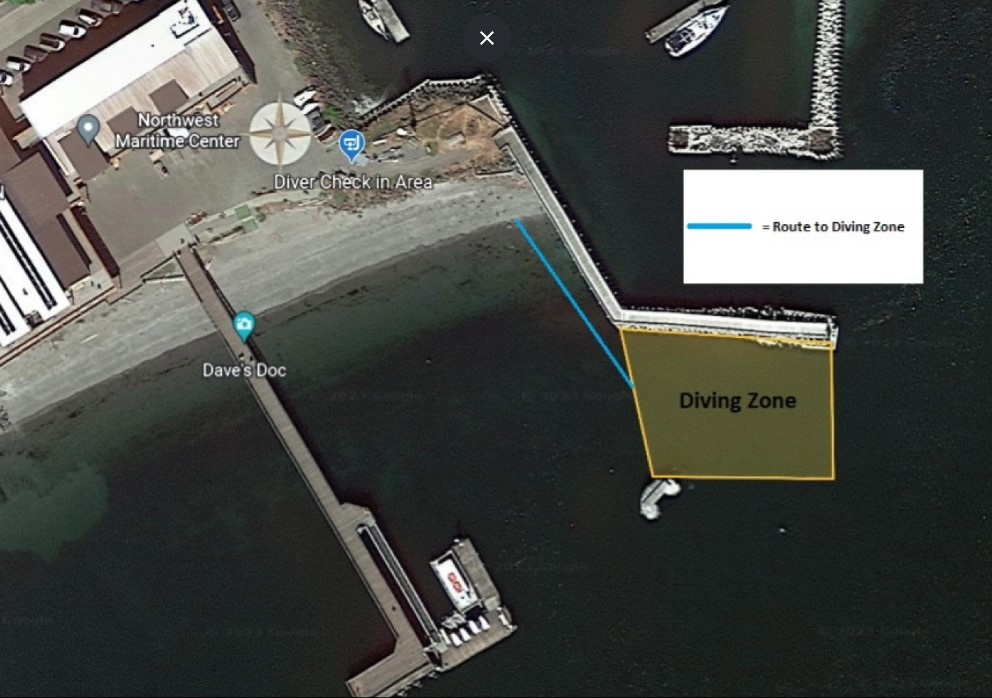 Northwest
Maritime Center
Diver Check in Area
= Route to Diving Zone
Dave's Doc
Diving Zone